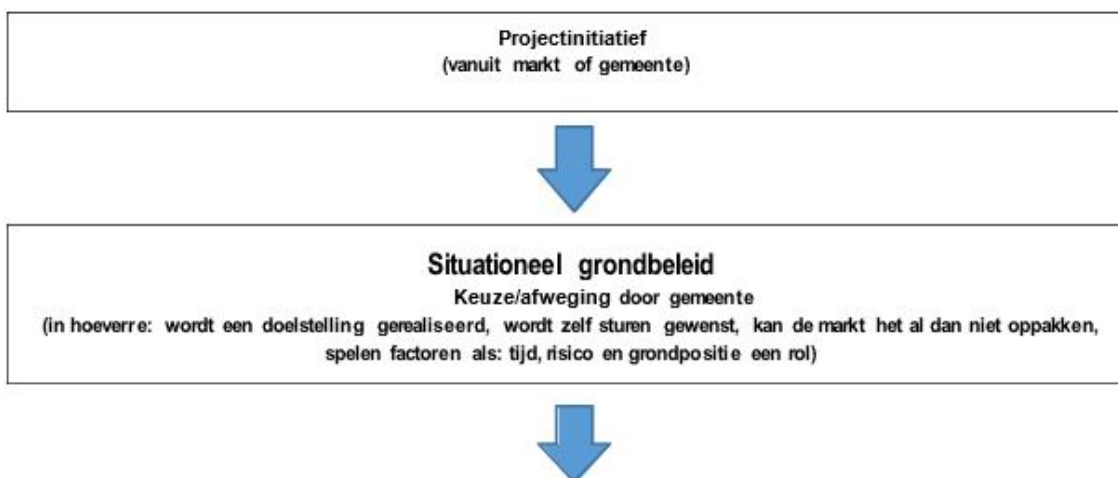 Projectinitiatief
(vanuit markt of gemeente)
Situationeel grondbeleid
Keuze/afweging door gemeente
(in hoeverre: wordt een doelstelling gerealiseerd, wordt zelf sturen gewenst, kan de markt het al dan niet oppakken,
spelen factoren als: tijd, risico en grondpositie een rol)